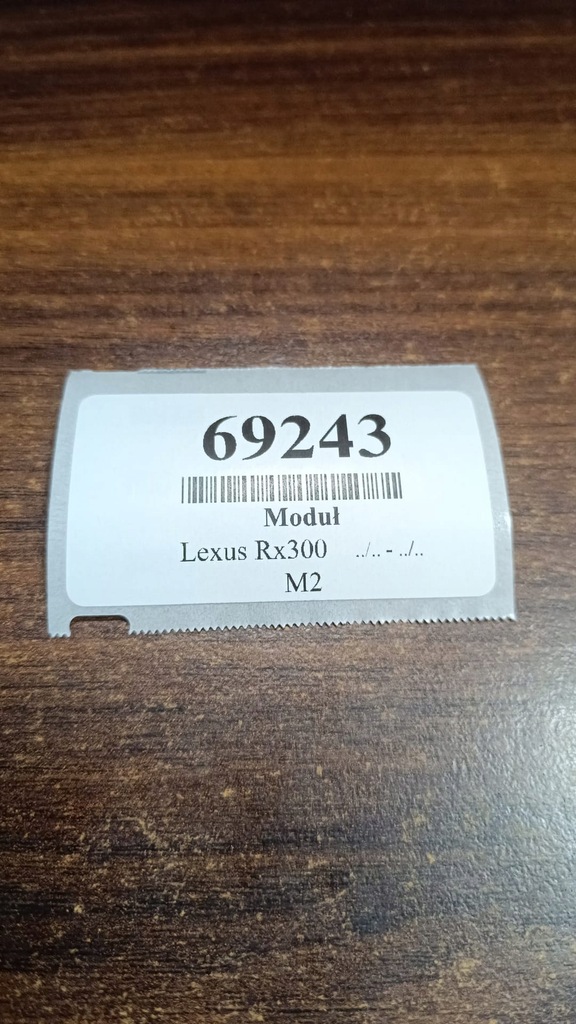 69243
Moduł
Lexus Rx300 ../.. - ../..
M2